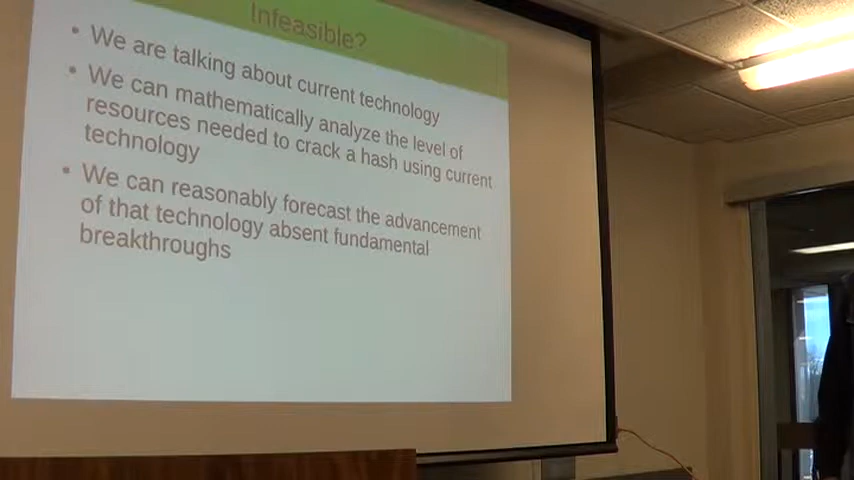 Infeasible?
• We are talking about current technology
• We can mathematically analyze the level of
resources needed to crack a hash using current
technology
• We can reasonably forecast the advancement
of that technology absent fundamental
breakthroughs